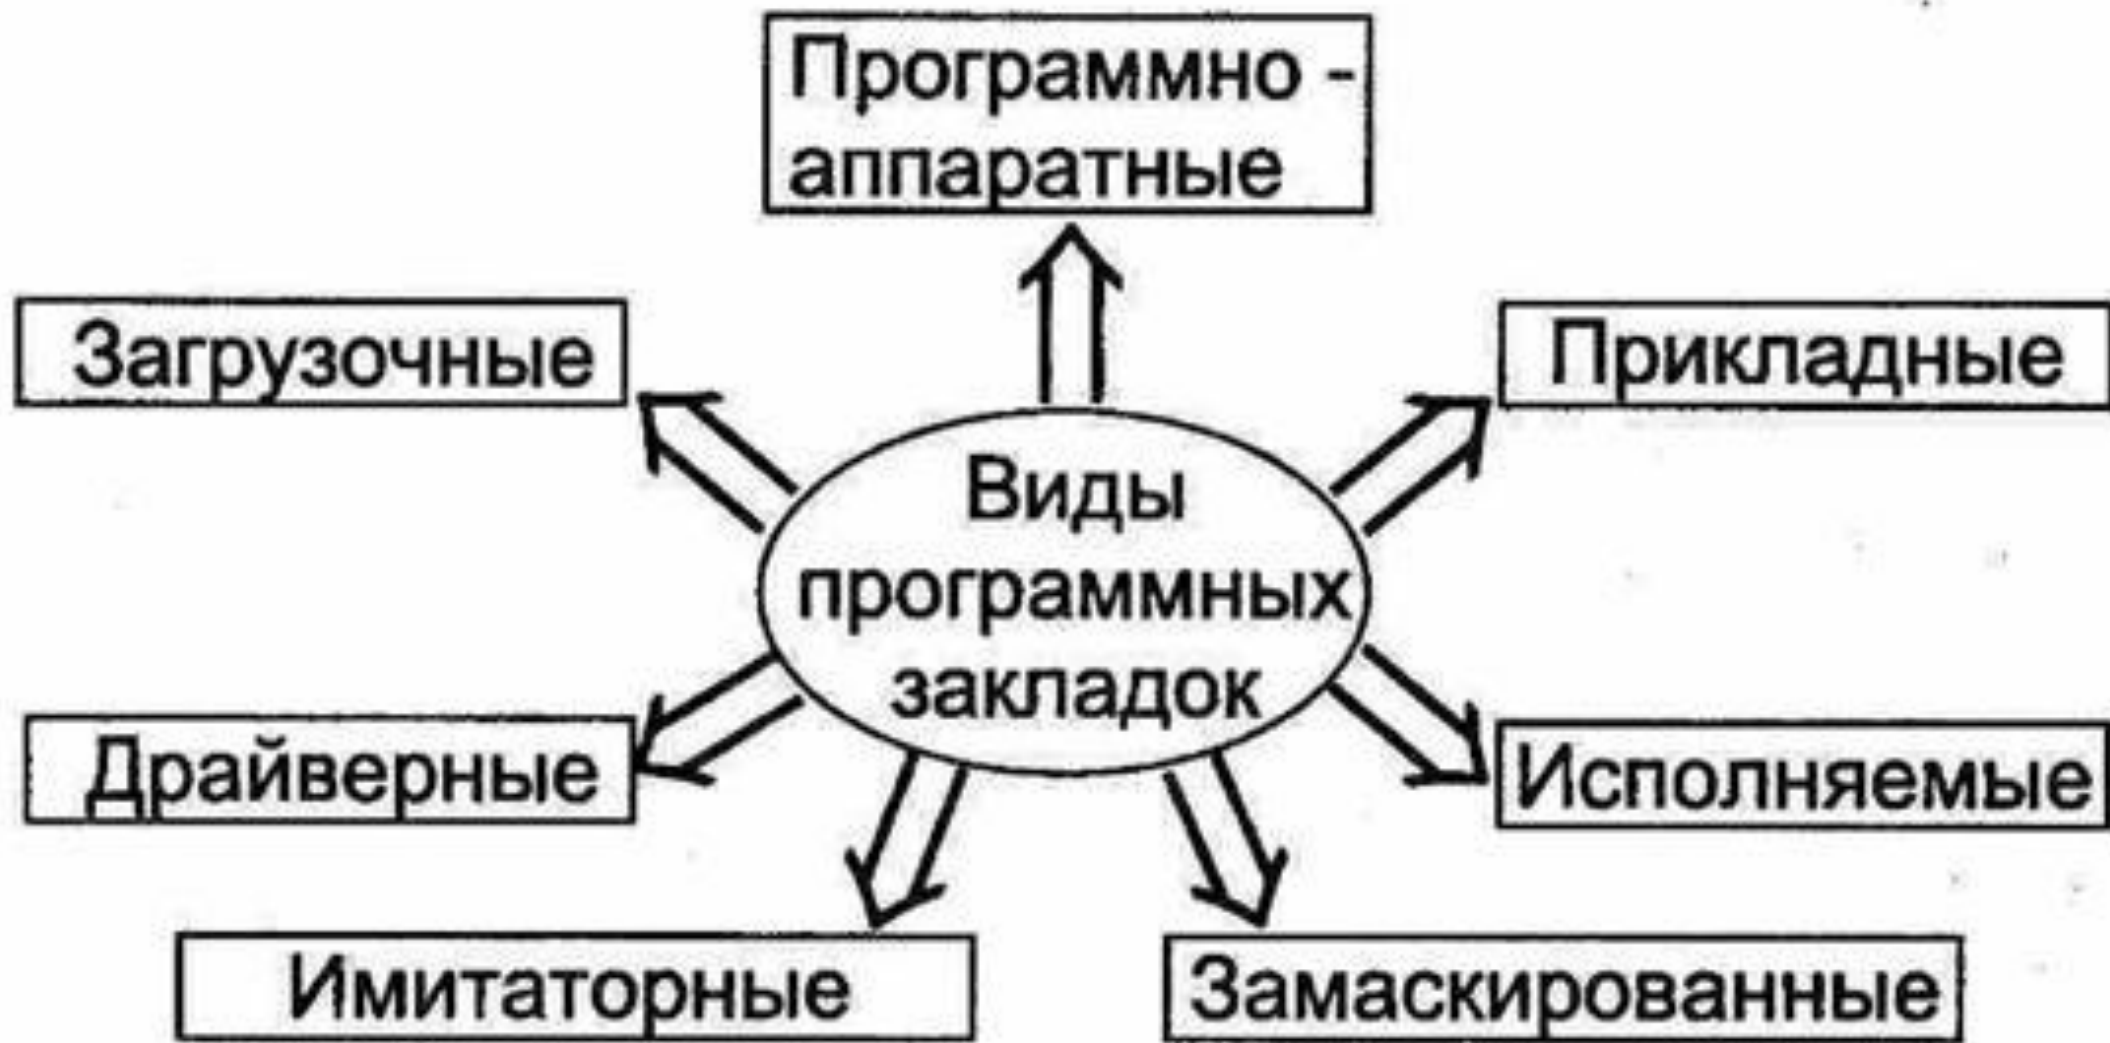 Программно -
аппаратные
Загрузочные
Прикладные
Виды
программных
закладок
Драйверные
Исполняемые
Имитаторные
Замаскированные